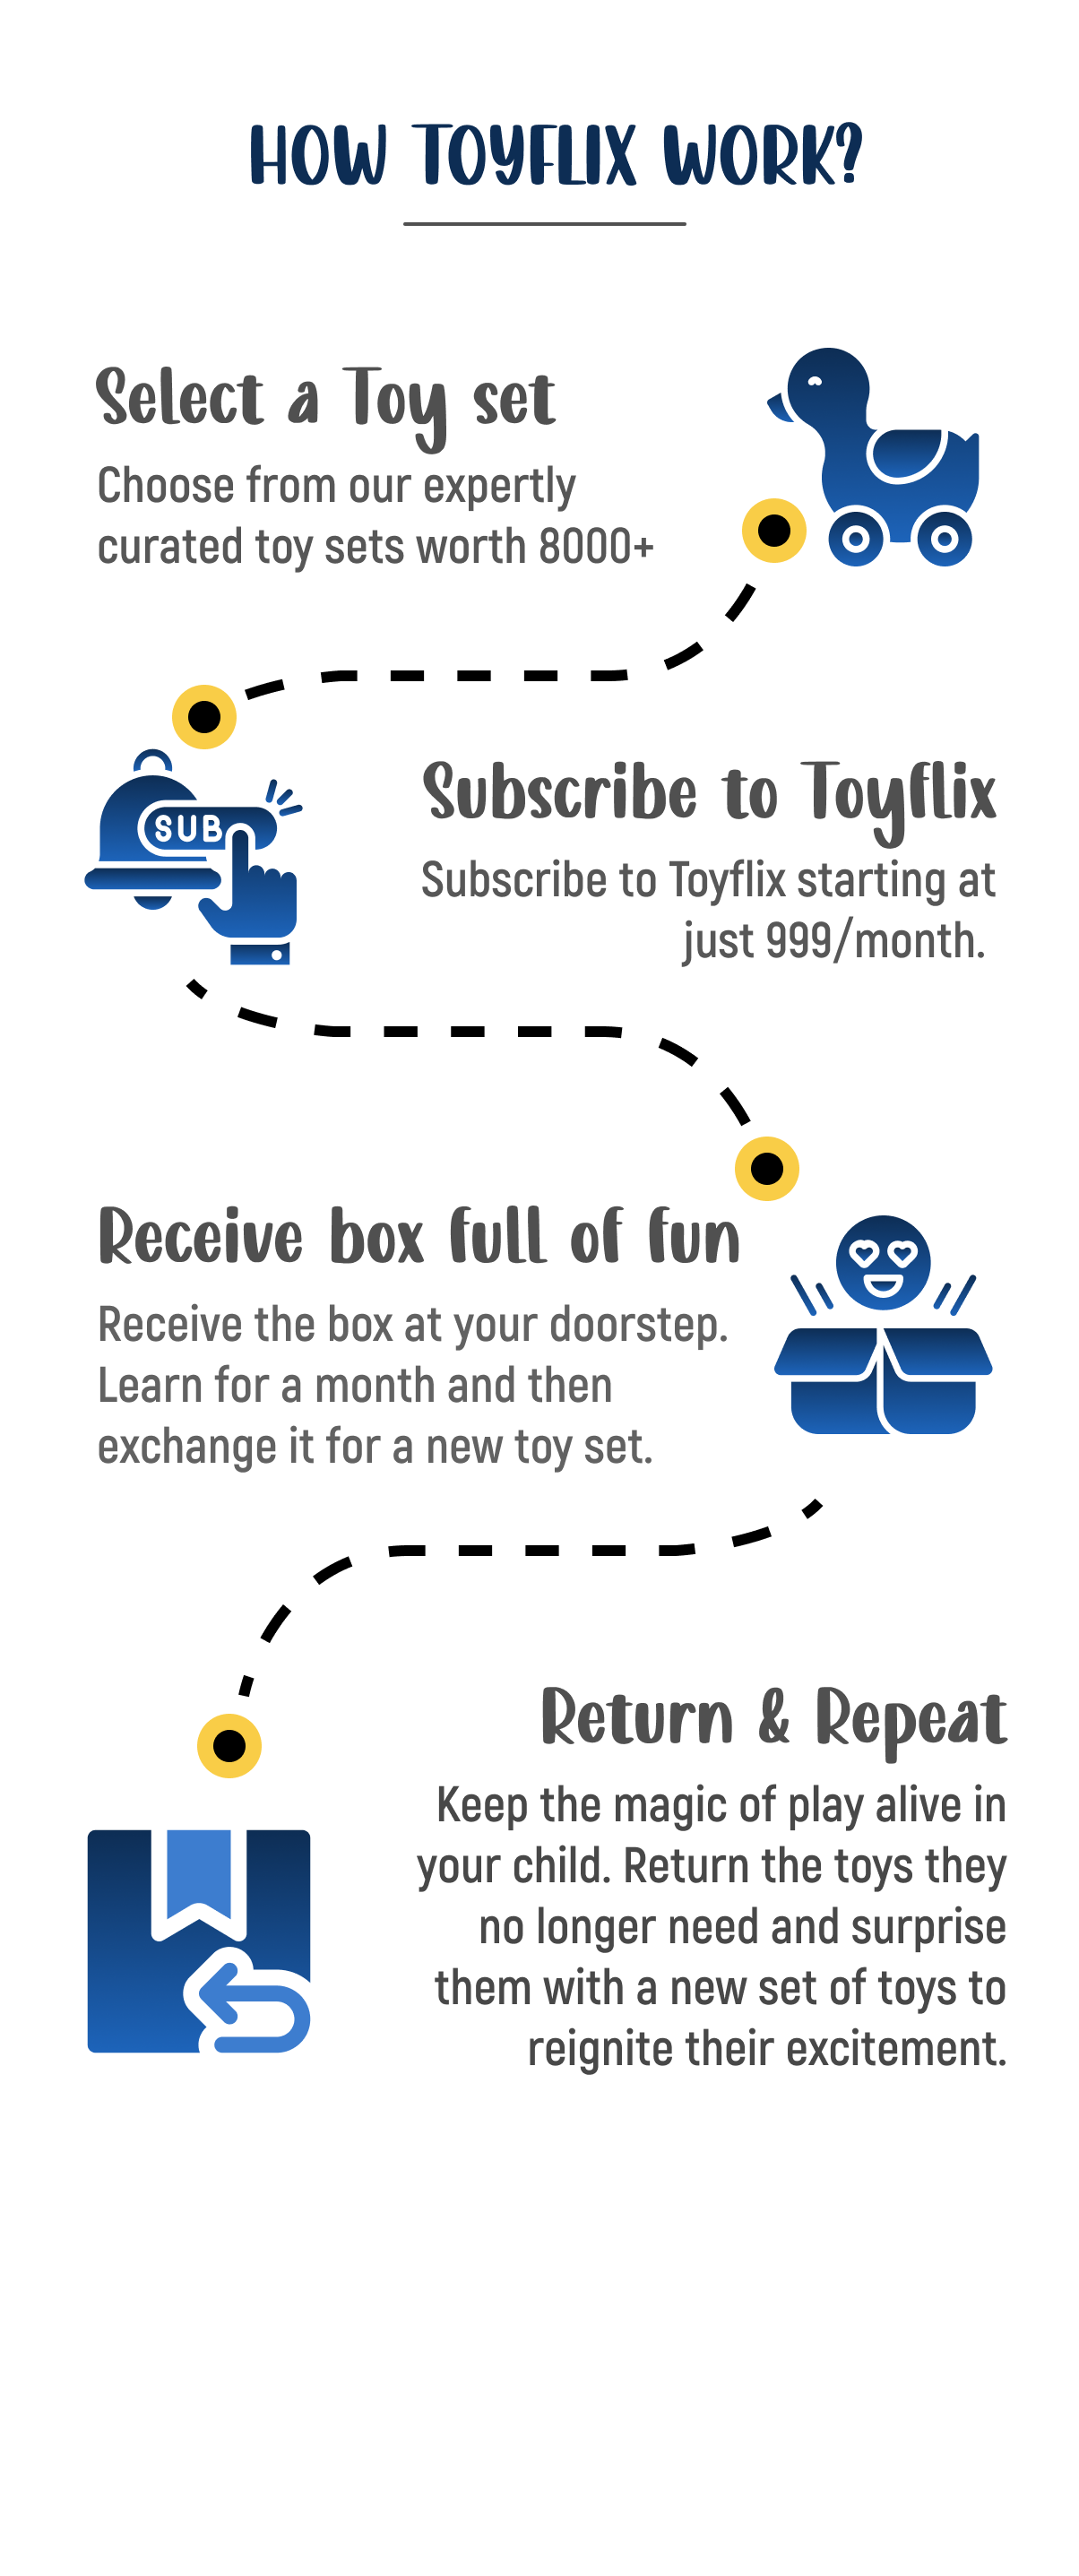 HOW TOYFLIX WORK?
Select a Toy set
Choose from our expertly
curated toy sets worth 8000+
SUB
Subscribe to Toyflix
Subscribe to Toyflix starting at
just 999/month.
Receive box full of fun
Receive the box at your doorstep.
Learn for a month and then
exchange it for a new toy set.
Return & Repeat
Keep the magic of play alive in
your child. Return the toys they
no longer need and surprise
them with a new set of toys to
reignite their excitement.